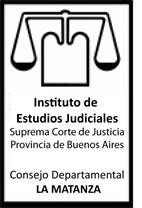 Instituto de
Estudios Judiciales
Suprema Corte de Justicia
Provincia de Buenos Aires
Consejo Departamental
LA MATANZA